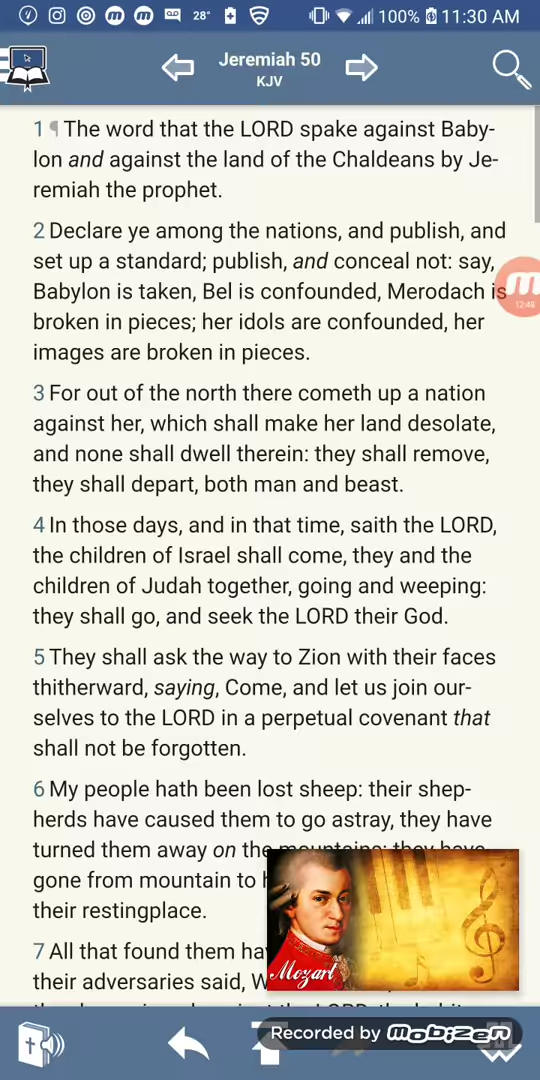 28° 100% 11:30 AM
Jeremiah 50
KJV
1 ¶ The word that the LORD spake against Baby-
lon and against the land of the Chaldeans by Je-
remiah the prophet.
2 Declare ye among the nations, and publish, and
set up a standard; publish, and conceal not: say,
Babylon is taken, Bel is confounded, Merodach is
12:48
broken in pieces; her idols are confounded, her
images are broken in pieces.
3 For out of the north there cometh up a nation
against her, which shall make her land desolate,
and none shall dwell therein: they shall remove,
they shall depart, both man and beast.
4 In those days, and in that time, saith the LORD,
the children of Israel shall come, they and the
children of Judah together, going and weeping:
they shall go, and seek the LORD their God.
5 They shall ask the way to Zion with their faces
thitherward, saying, Come, and let us join our-
selves to the LORD in a perpetual covenant that
shall not be forgotten.
6 My people hath been lost sheep: their shep-
herds have caused them to go astray, they have
turned them away on the mountains: they have
gone from mountain to
their restingplace.
7 All that found them
their adversaries said,
Mozart
Recorded by mobizen